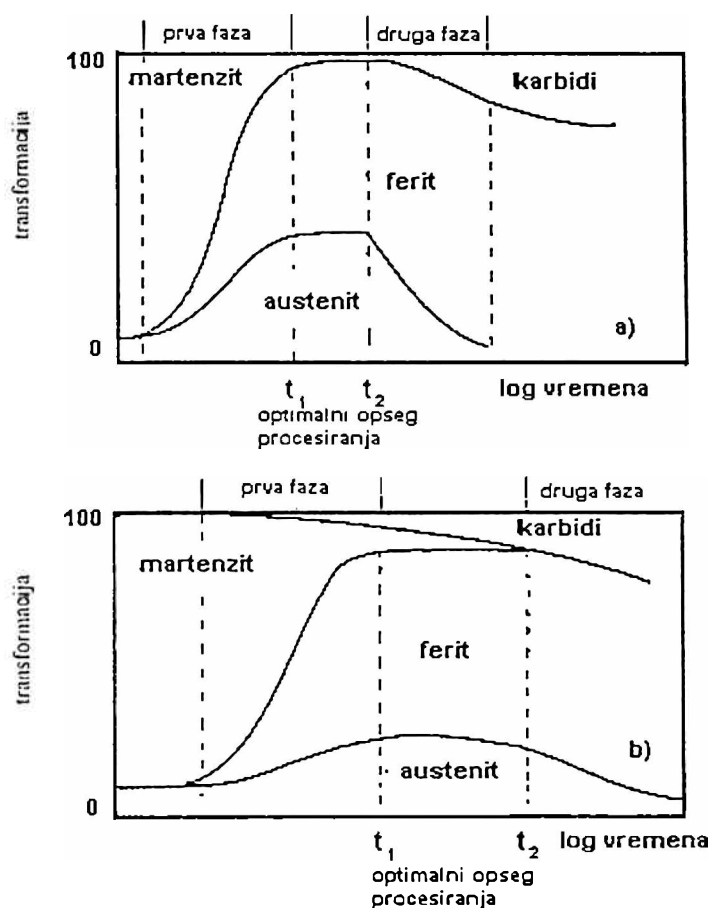 prva faza
druga faza
100
martenzit
karbidi
transformacija
ferit
austenit
a)
0
t1
t2
log vremena
optimalni opseg
procesiranja
prva faza
druga faza
100
karbidi
martenzit
transformacija
ferit
b)
austenit
0
t1
t2
log vremena
optimalni opseg
procesiranja